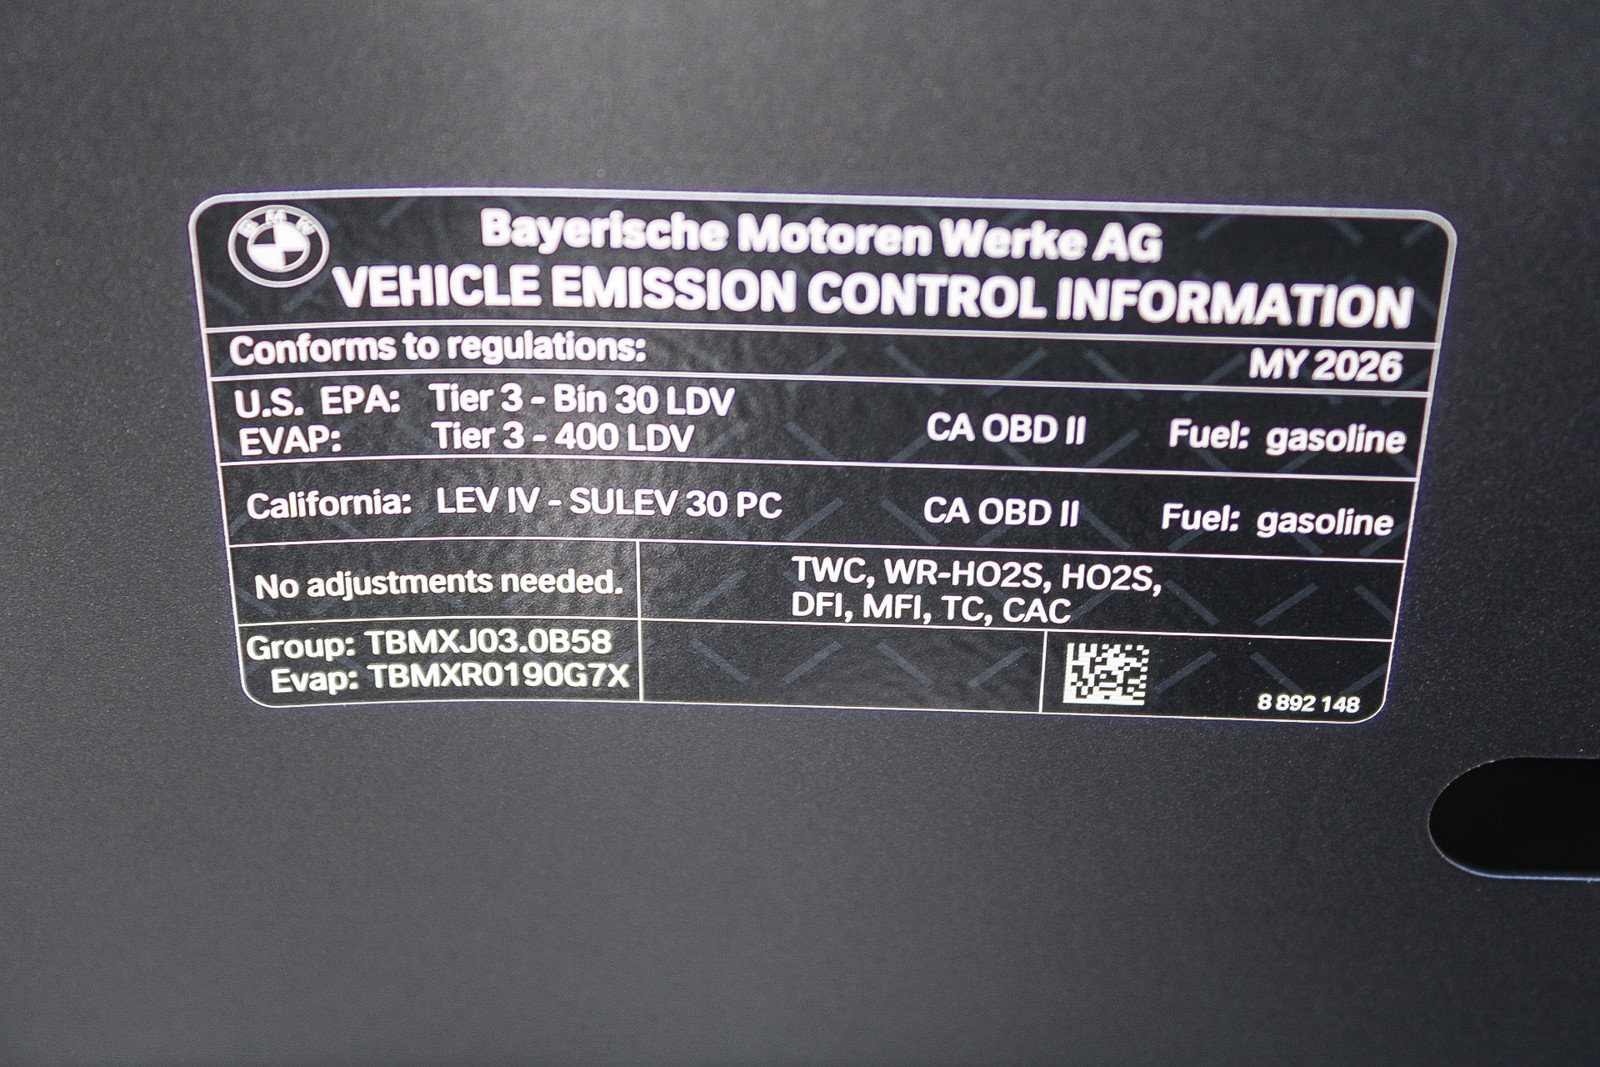 BMW
Bayerische Motoren Werke AG
VEHICLE EMISSION CONTROL INFORMATION
Conforms to regulations: MY 2026
U.S. EPA: Tier 3 - Bin 30 LDV CA OBD II Fuel: gasoline
EVAP: Tier 3 - 400 LDV
California: LEV IV - SULEV 30 PC CA OBD II Fuel: gasoline
No adjustments needed.
TWC, WR-HO2S, HO2S,
DFI, MFI, TC, CAC
Group: TBMXJ03.0B58
Evap: TBMXR0190G7X
8 892 148